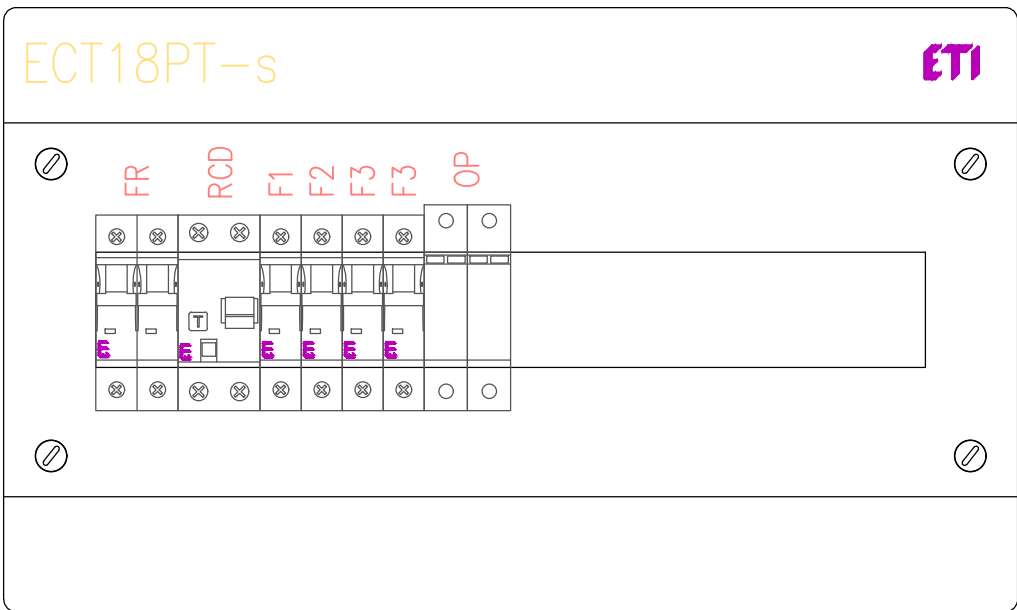 ECT18PT-s
ETI
FR RCD F1 F2 F3 F3 OP
T
E E E E E E